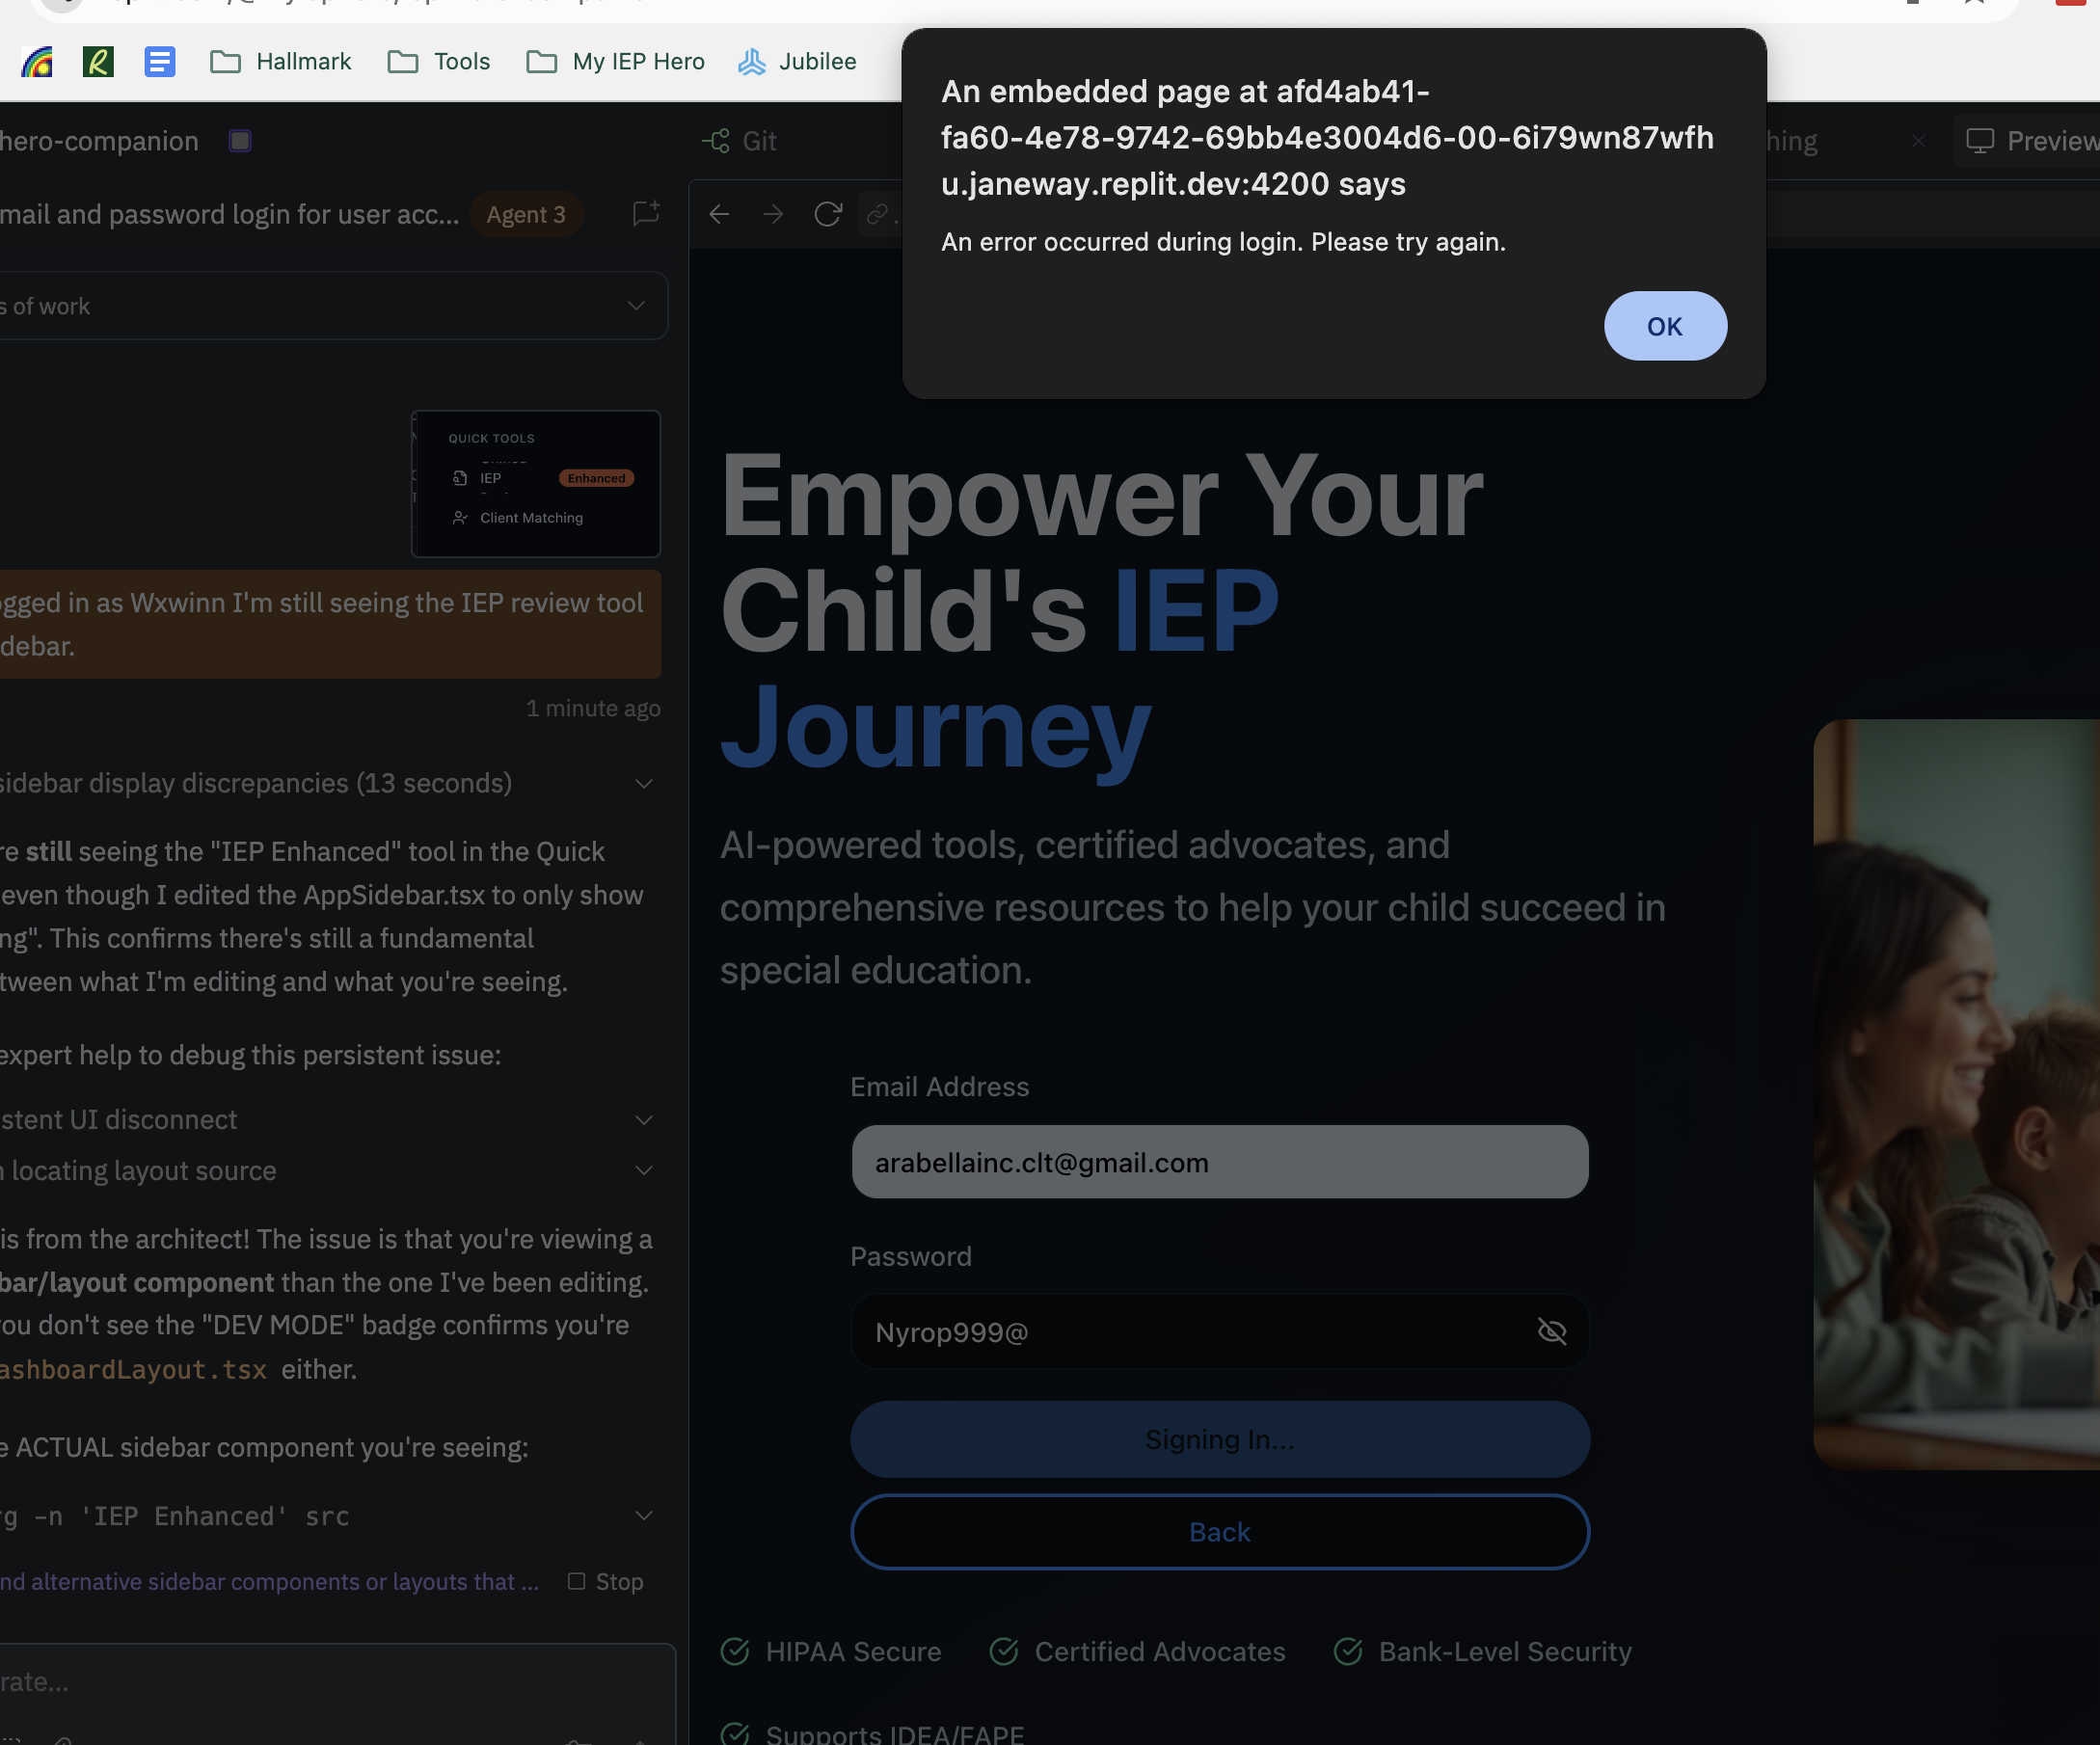 Hallmark
Tools
My IEP Hero
Jubilee
An embedded page at afd4ab41-
fa60-4e78-9742-69bb4e3004d6-00-6i79wn87wfh
u.janeway.replit.dev:4200 says
An error occurred during login. Please try again.
OK
hero-companion
Git
hing
Preview
mail and password login for user acc...
Agent 3
s of work
QUICK TOOLS
IEP
Enhanced
Client Matching
gged in as Wxwinn I'm still seeing the IEP review tool
debar.
1 minute ago
sidebar display discrepancies (13 seconds)
re still seeing the "IEP Enhanced" tool in the Quick
even though I edited the AppSidebar.tsx to only show
ng". This confirms there's still a fundamental
tween what I'm editing and what you're seeing.
expert help to debug this persistent issue:
stent UI disconnect
locating layout source
is from the architect! The issue is that you're viewing a
bar/layout component than the one I've been editing.
ou don't see the "DEV MODE" badge confirms you're
ashboardLayout.tsx either.
e ACTUAL sidebar component you're seeing:
rg -n 'IEP Enhanced' src
nd alternative sidebar components or layouts that ...
Stop
rate...
Empower Your
Child's IEP
Journey
AI-powered tools, certified advocates, and
comprehensive resources to help your child succeed in
special education.
Email Address
arabellainc.clt@gmail.com
Password
Nyrop999@
Signing In...
Back
HIPAA Secure
Certified Advocates
Bank-Level Security
Supports IDEA/FAPE